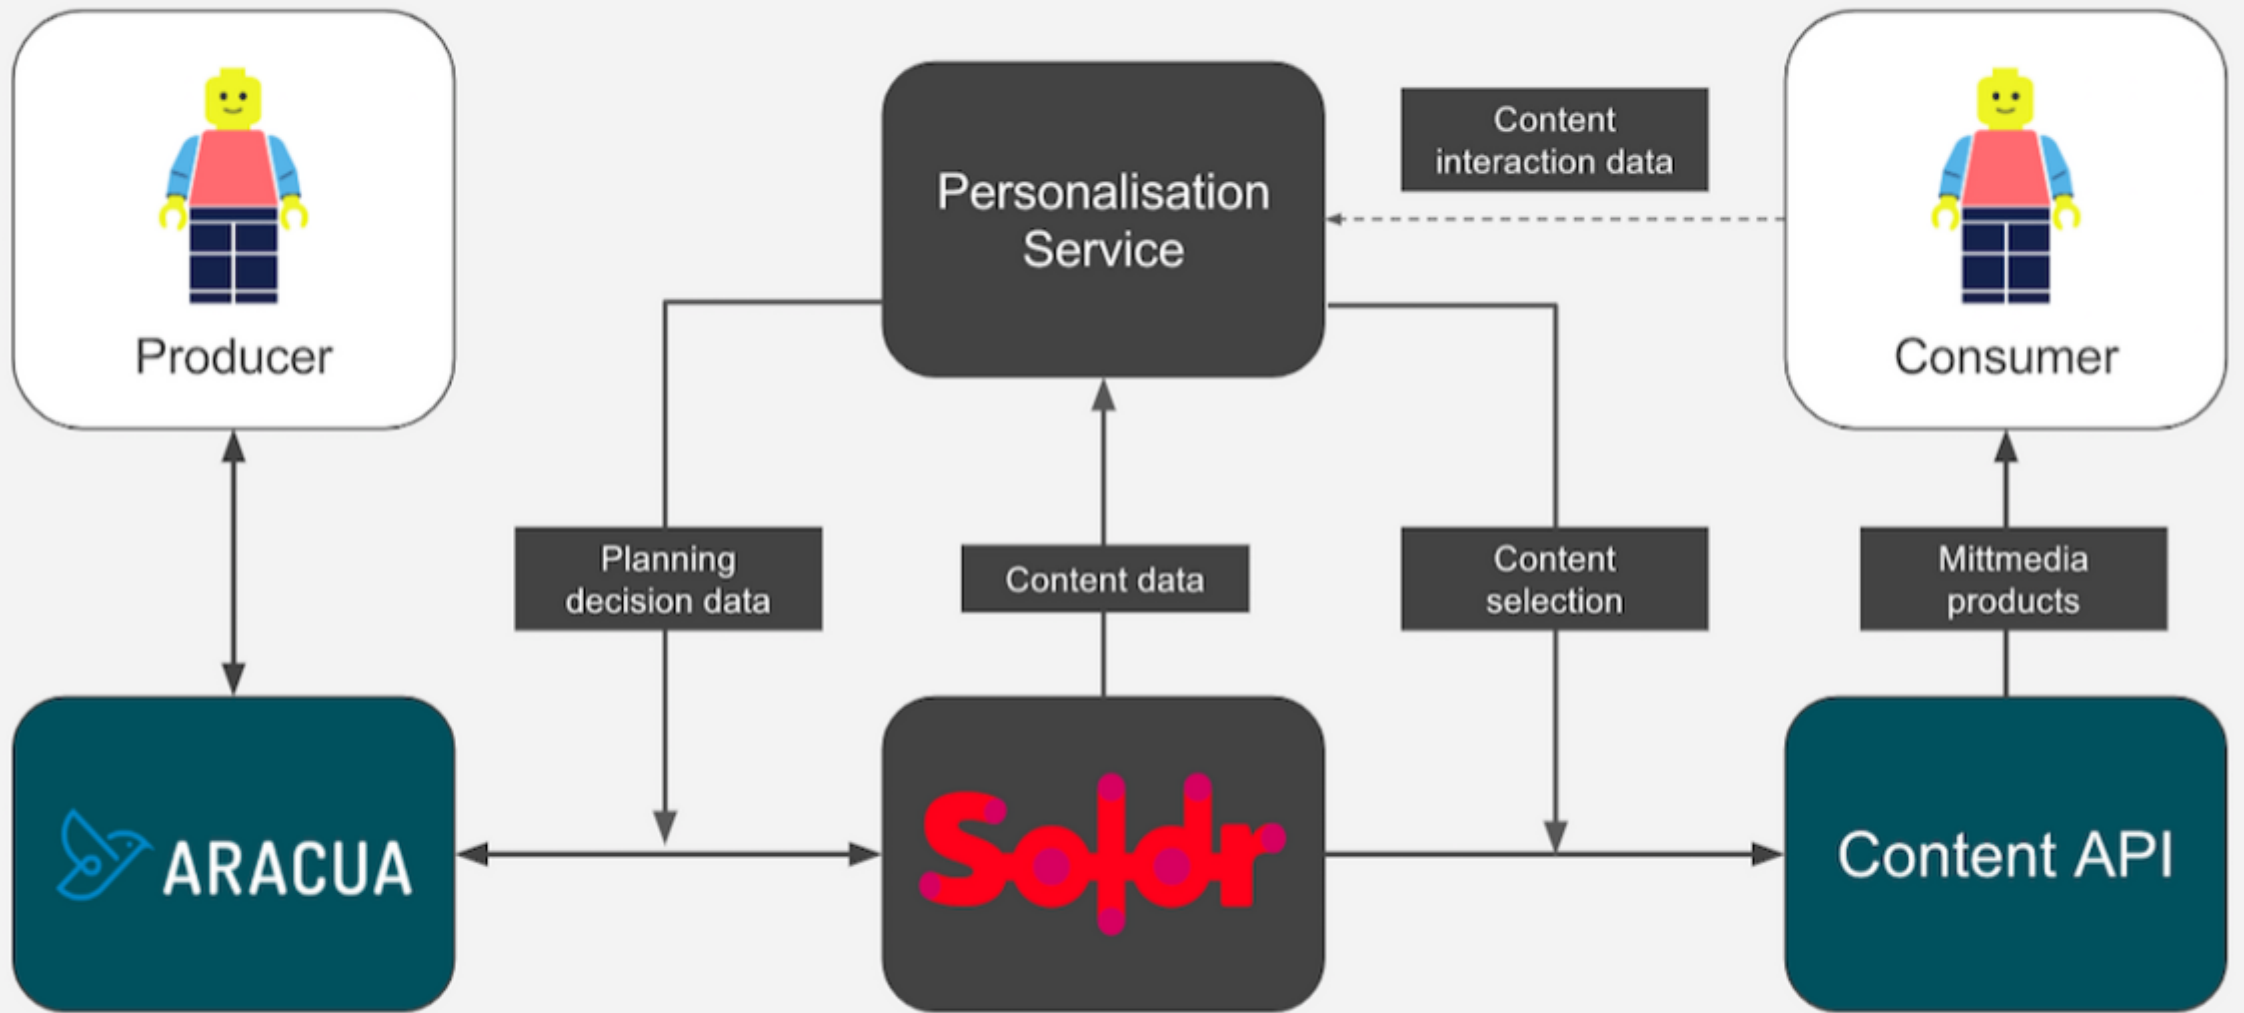 Producer
Personalisation
Service
Content
interaction data
Consumer
Planning
decision data
Content data
Content
selection
Mittmedia
products
ARACUA
Soldr
Content API